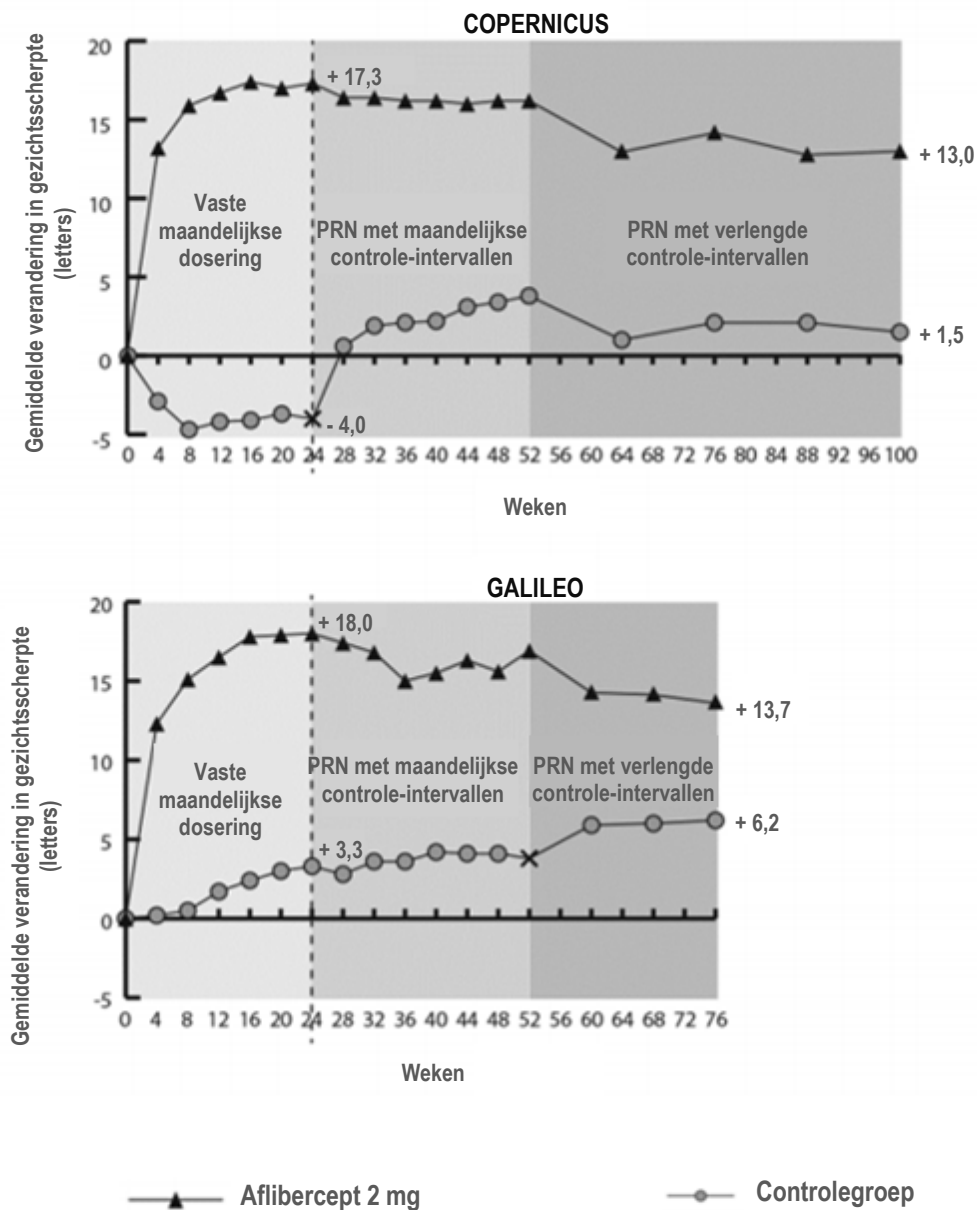 COPERNICUS
Gemiddelde verandering in gezichtsscherpte
(letters)
20
15
10
5
0
-5
+ 17,3
+ 13,0
Vaste
maandelijkse
dosering
PRN met maandelijkse
controle-intervallen
PRN met verlengde
controle-intervallen
+ 1,5
- 4,0
0 4 8 12 16 20 24 28 32 36 40 44 48 52 56 60 64 68 72 76 80 84 88 92 96 100
Weken
GALILEO
Gemiddelde verandering in gezichtsscherpte
(letters)
20
15
10
5
0
-5
+ 18,0
+ 13,7
Vaste
maandelijkse
dosering
PRN met maandelijkse
controle-intervallen
PRN met verlengde
controle-intervallen
+ 6,2
+ 3,3
0 4 8 12 16 20 24 28 32 36 40 44 48 52 60 64 68 72 76
Weken
Aflibercept 2 mg
Controlegroep